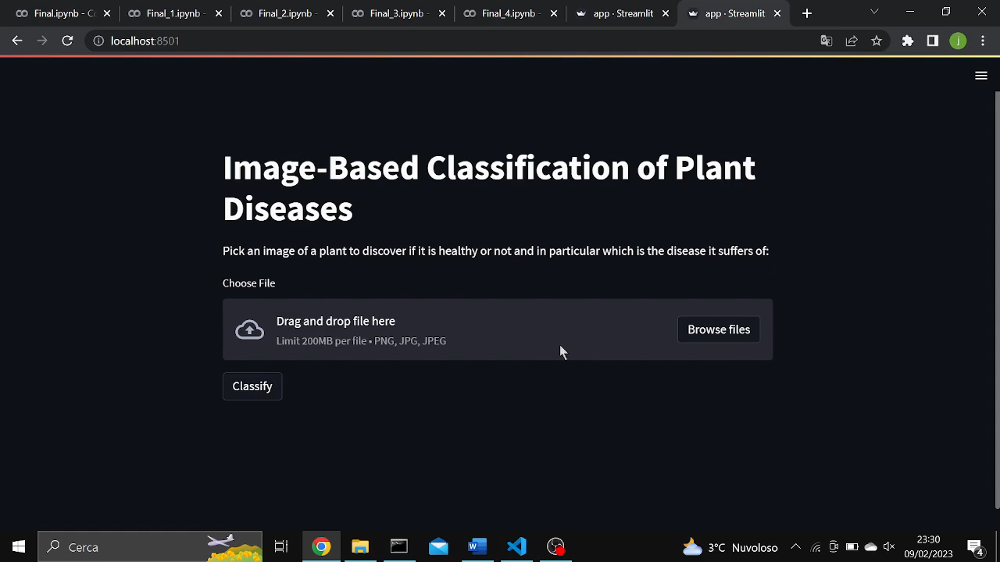 Final.ipynb - Co
Final_1.ipynb -
Final_2.ipynb -
Final_3.ipynb -
Final_4.ipynb -
app · Streamlit
app · Streamlit
localhost:8501
j
Image-Based Classification of Plant
Diseases
Pick an image of a plant to discover if it is healthy or not and in particular which is the disease it suffers of:
Choose File
Drag and drop file here
Limit 200MB per file • PNG, JPG, JPEG
Browse files
Classify
Cerca
3°C Nuvoloso
23:30
09/02/2023
4